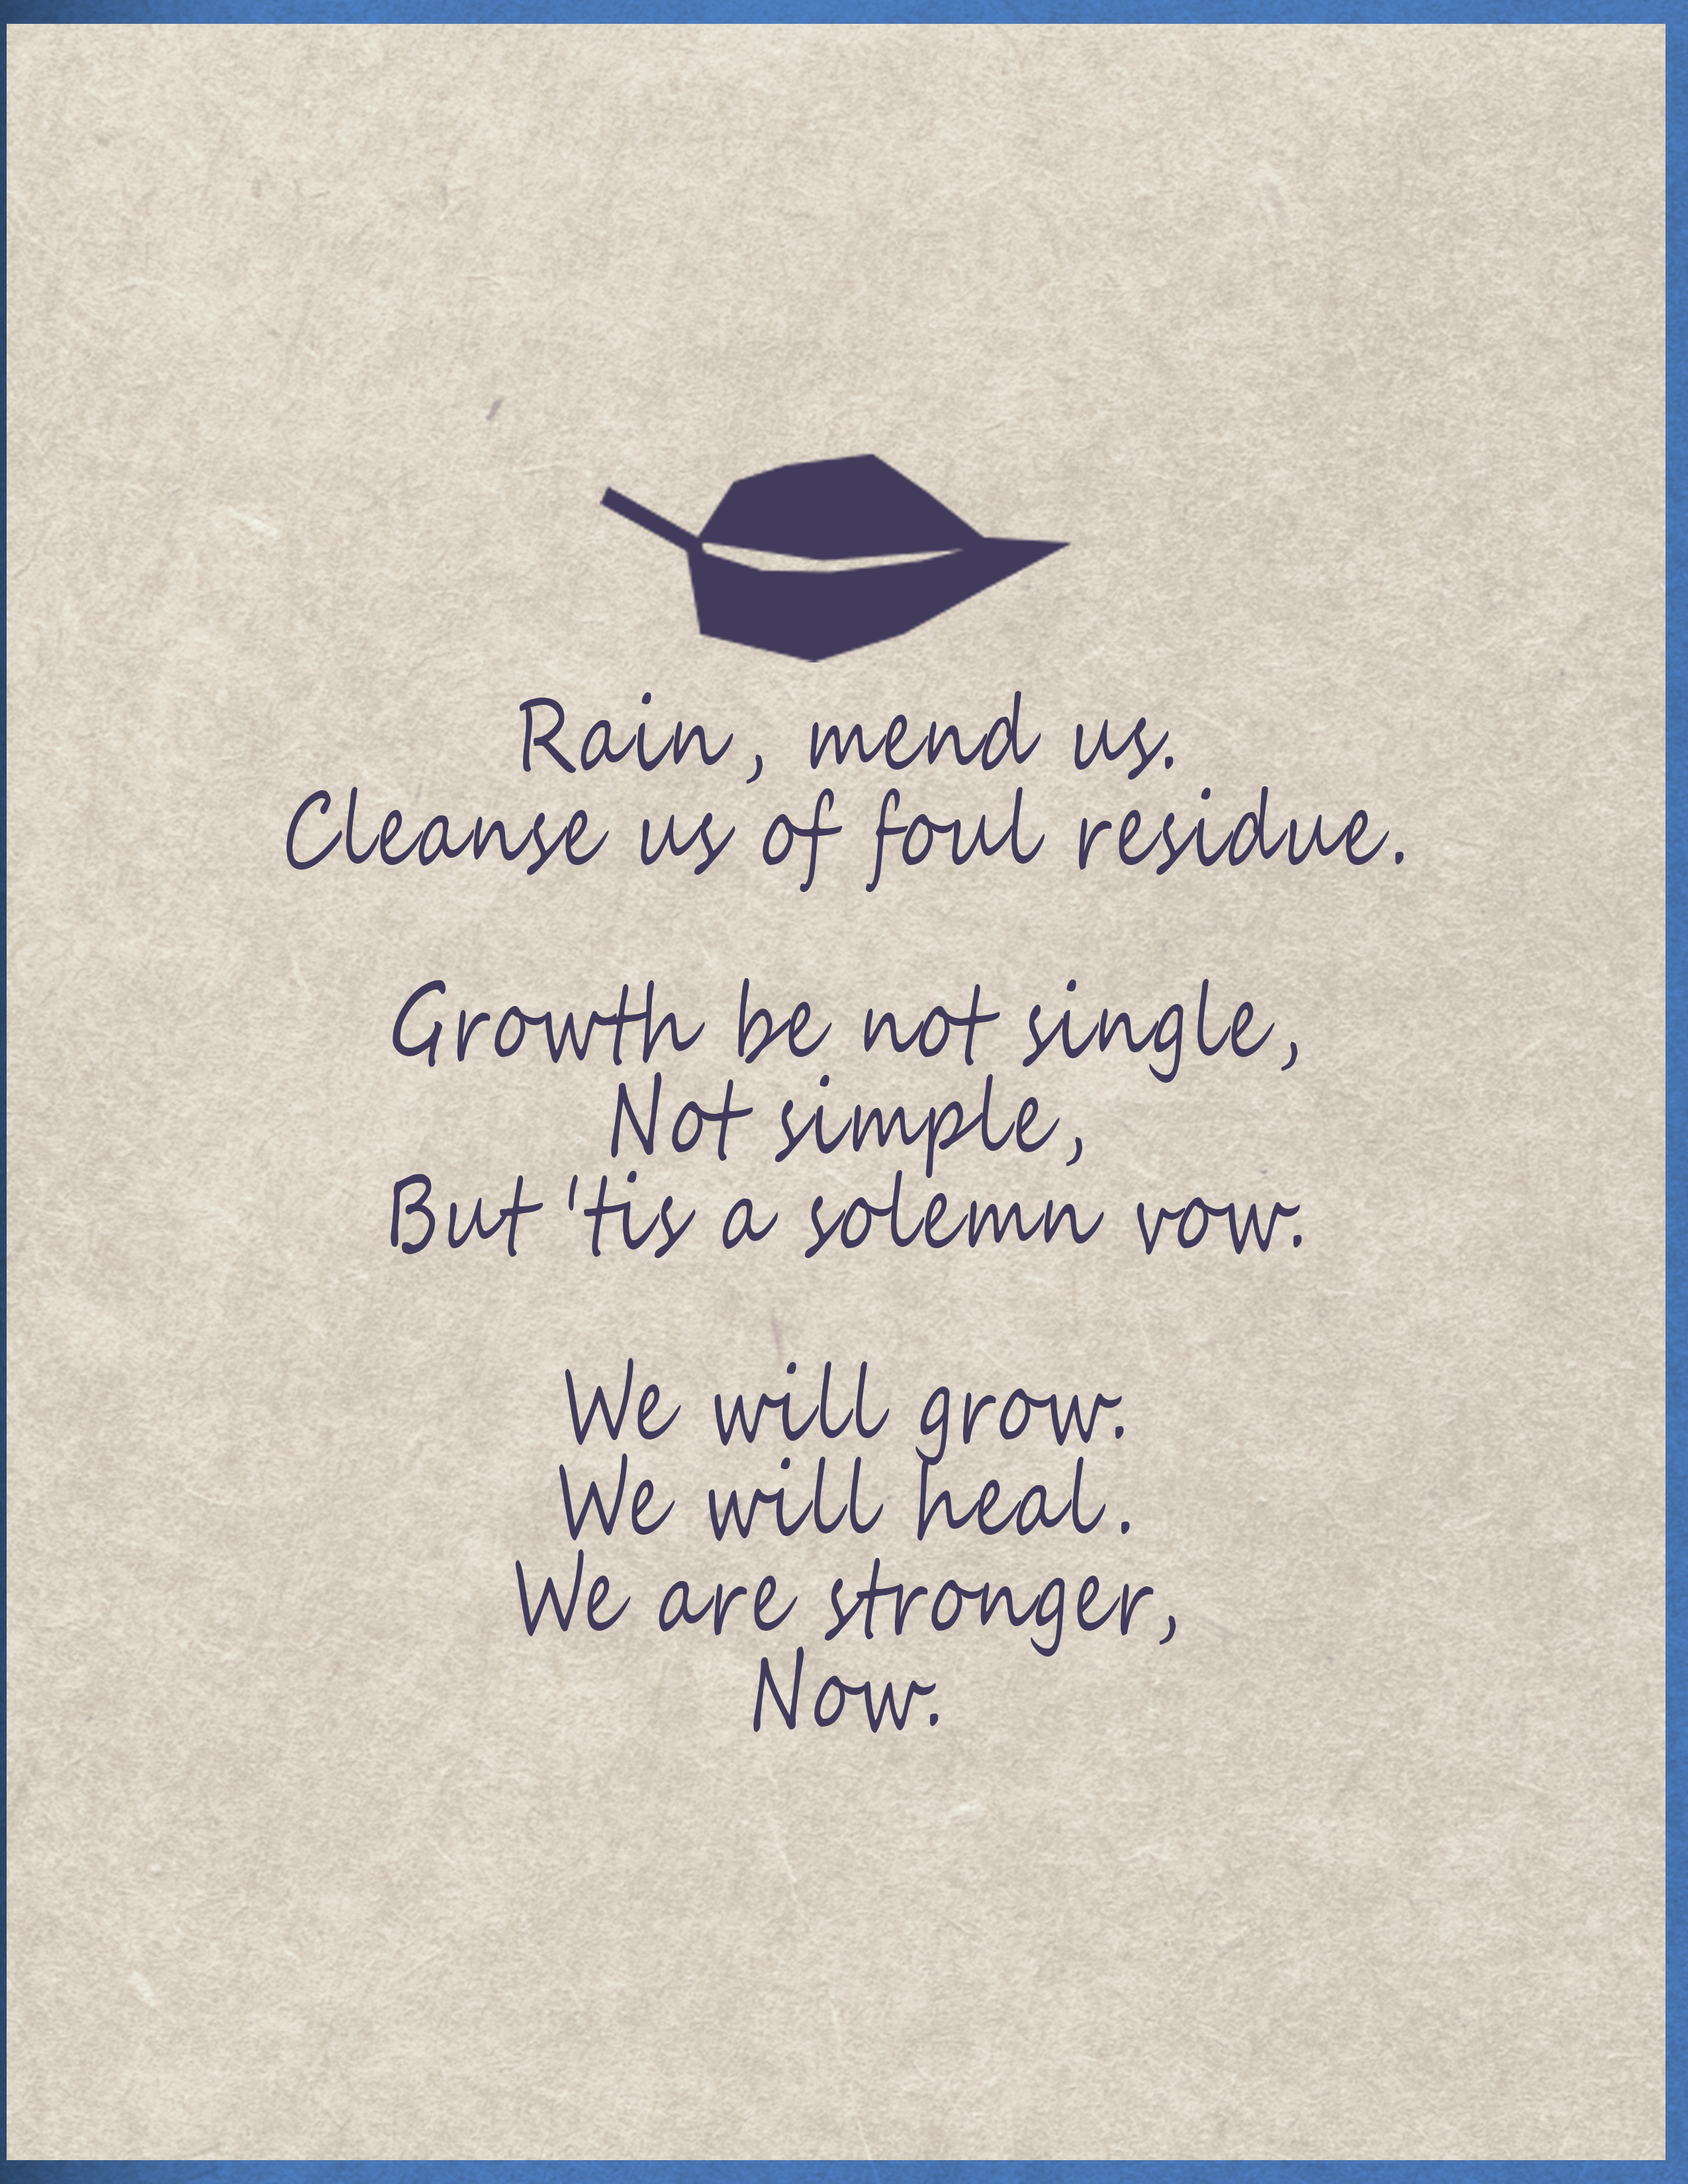 Rain, mend us.
Cleanse us of foul residue.
Growth be not single,
Not simple,
But 'tis a solemn vow.
We will grow.
We will heal.
We are stronger,
Now.